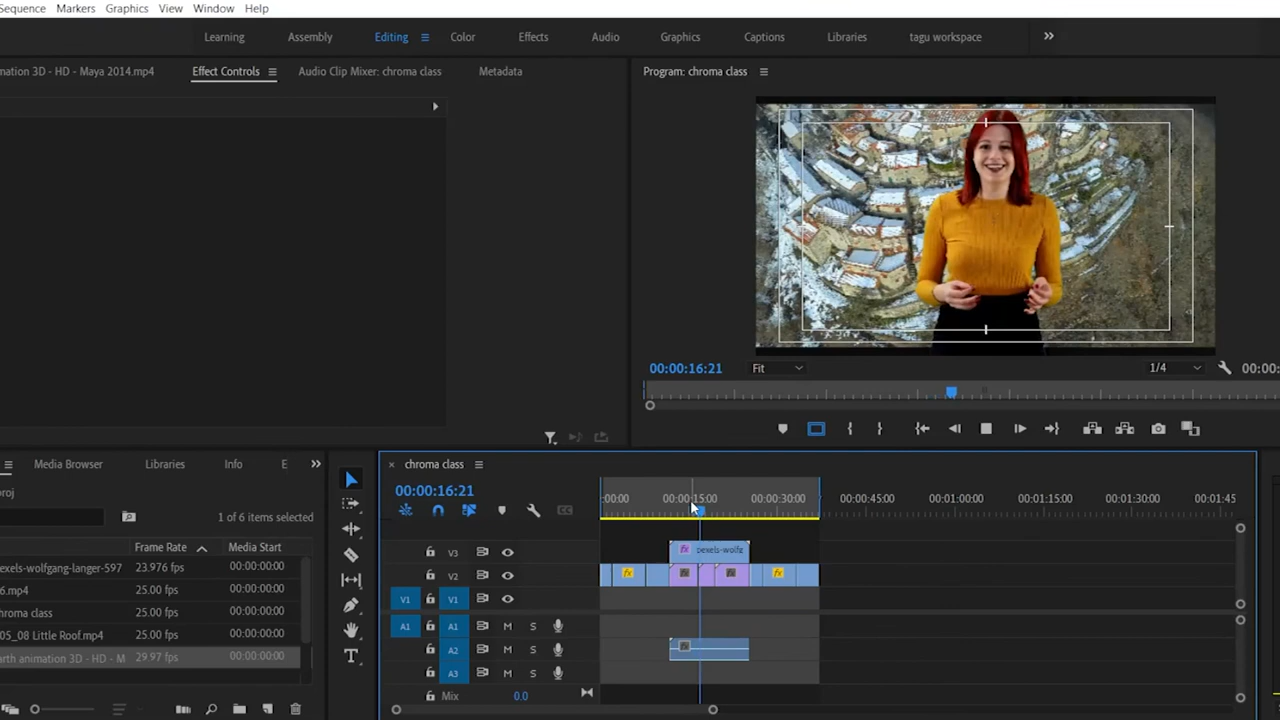 Sequence Markers Graphics View Window Help
Learning Assembly Editing Color Effects Audio Graphics Captions Libraries tagu workspace
nation 3D - HD - Maya 2014.mp4 Effect Controls Audio Clip Mixer: chroma class Metadata
Program: chroma class
00:00:16:21 Fit 1/4 00:00:
Media Browser Libraries Info E
chroma class
roj
00:00:16:21
:00:00 00:00:15:00 00:00:30:00 00:00:45:00 00:01:00:00 00:01:15:00 00:01:30:00 00:01:45
1 of 6 items selected
Frame Rate Media Start
exels-wolfgang-langer-597 23.976 fps 00:00:00:00
6.mp4 25.00 fps 00:00:00:00
hroma class 25.00 fps 00:00:00:00
05_08 Little Roof.mp4 25.00 fps 00:00:00:00
arth animation 3D - HD - M 29.97 fps 00:00:00:00
V3 fx pexels-wolfg
V2 fx fx fx fx
V1 V1
A1 A1 M S
A2 M S fx
A3 M S
Mix 0.0